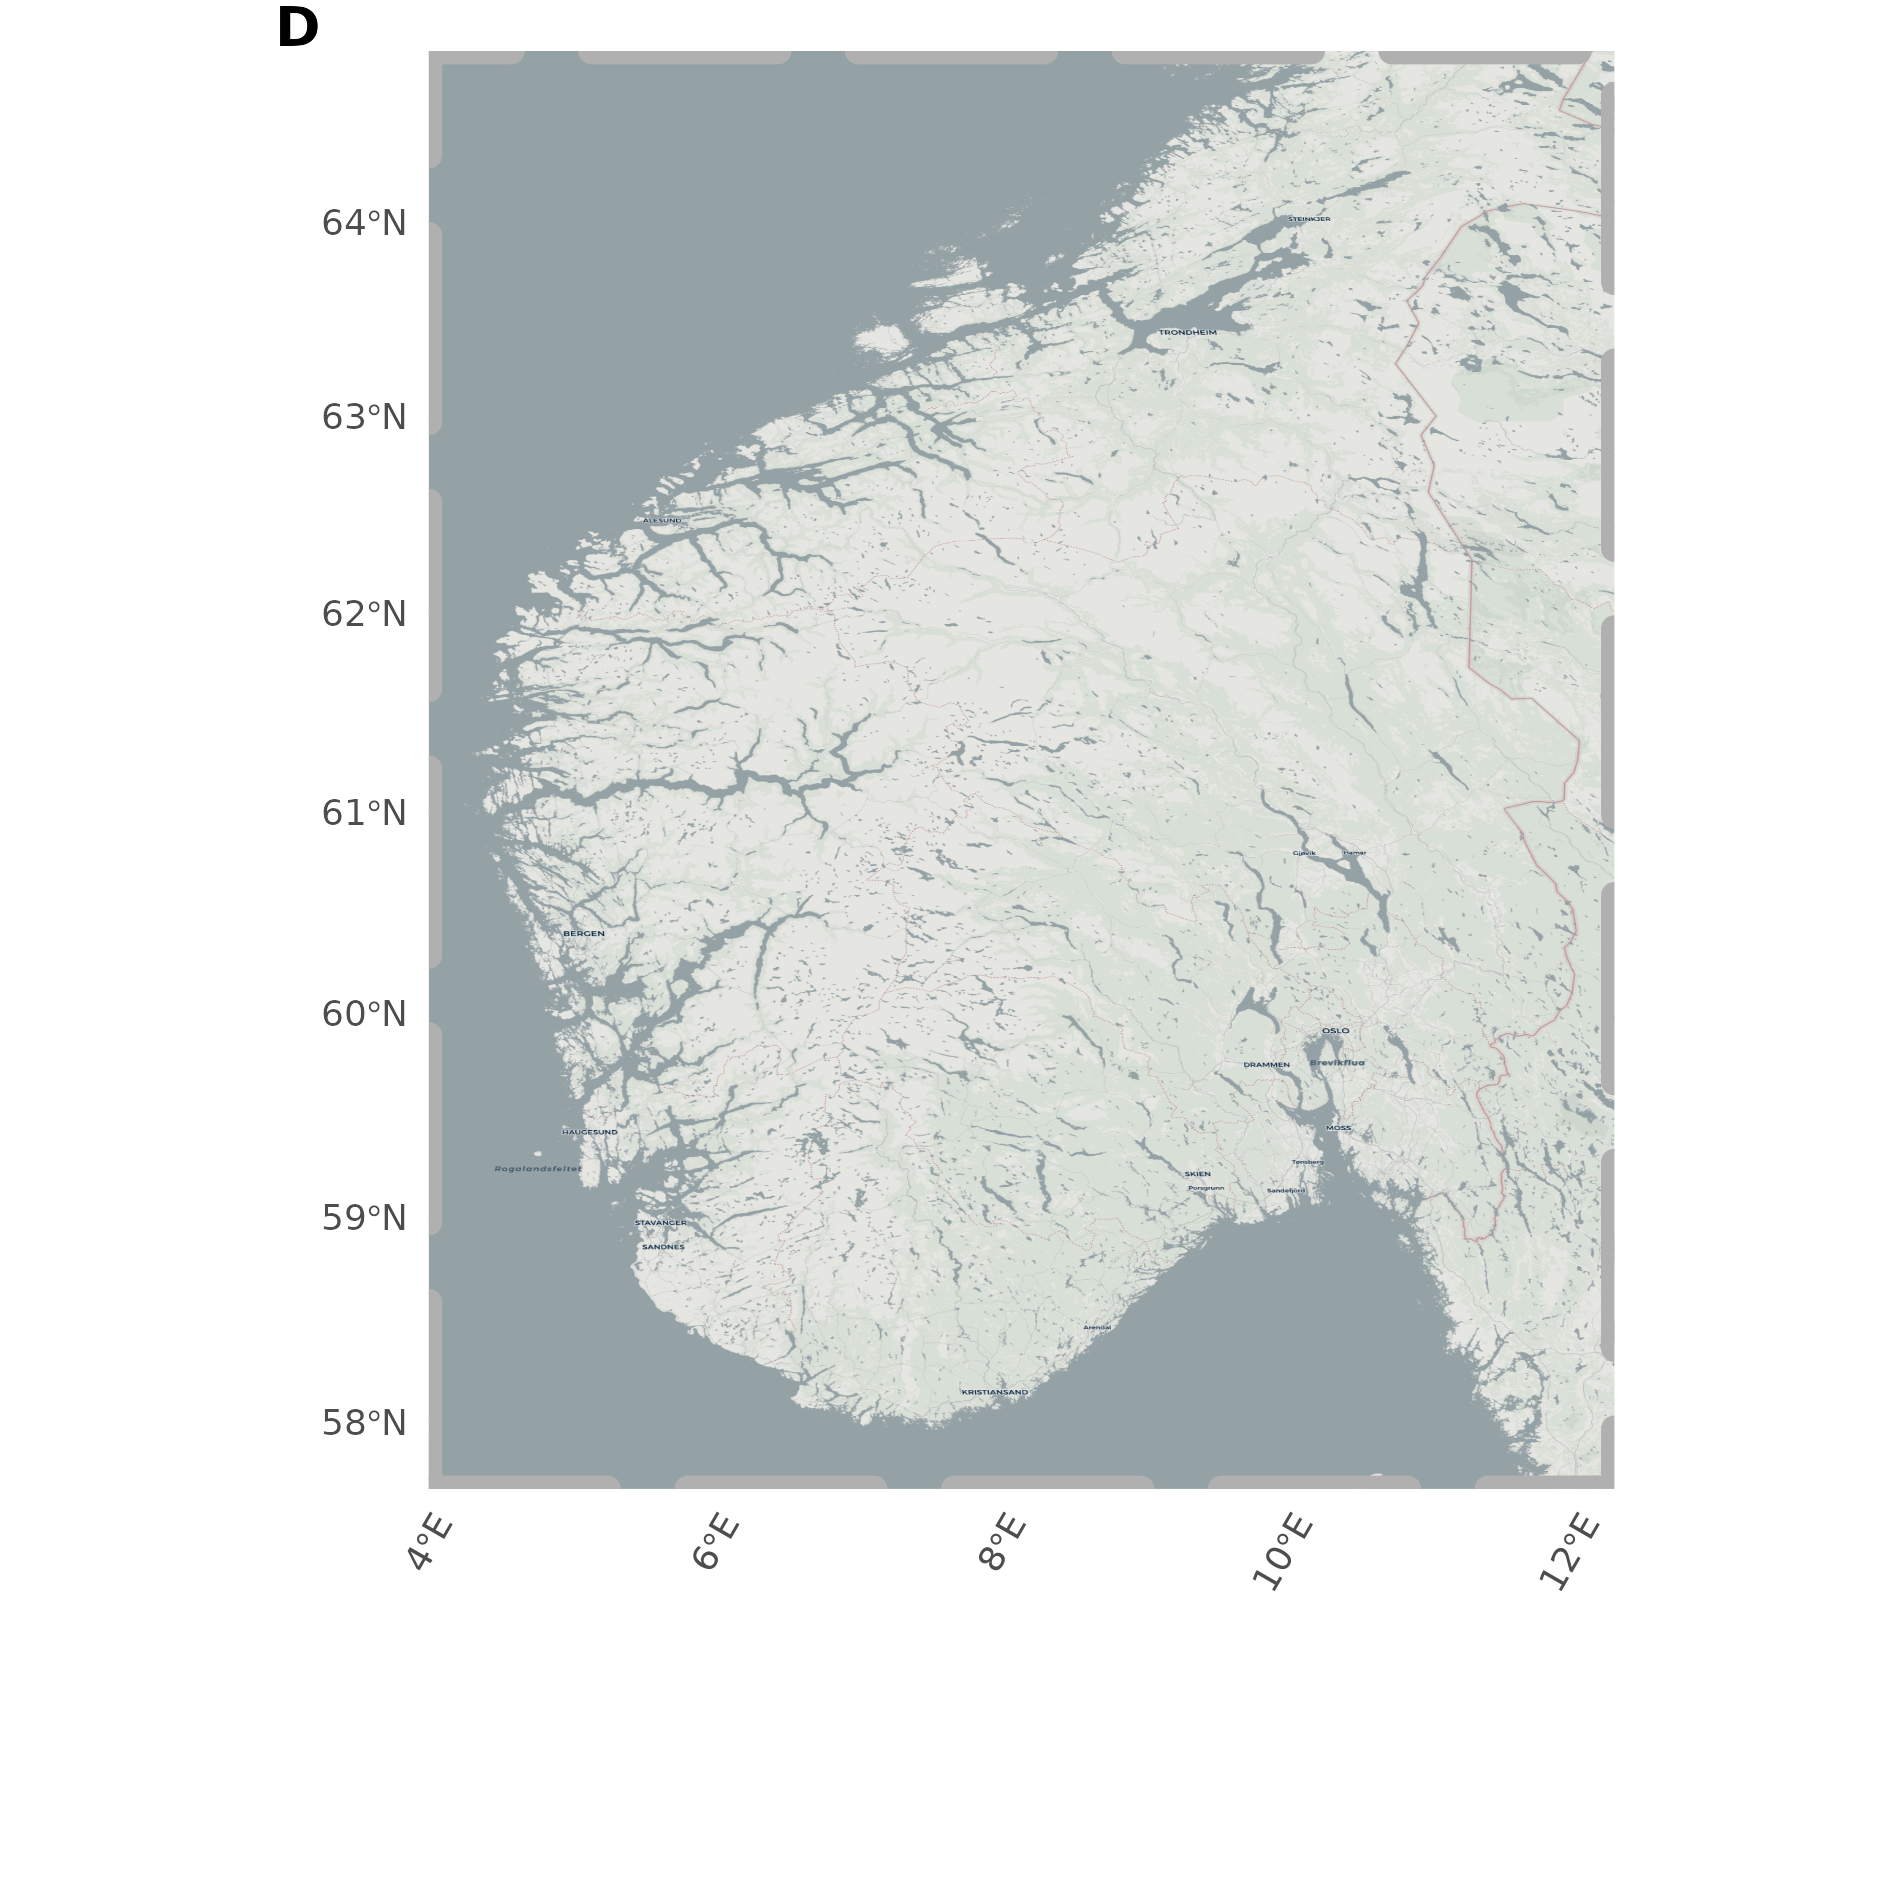 D
64°N
STEINKJER
TRONDHEIM
63°N
ÅLESUND
62°N
61°N
Gjøvik
Hamar
BERGEN
60°N
OSLO
Brevikflua
DRAMMEN
MOSS
HAUGESUND
Rogalandsfeltet
Tønsberg
SKIEN
Porsgrunn
Sandefjord
59°N
STAVANGER
SANDNES
Arendal
KRISTIANSAND
58°N
4°E
6°E
8°E
10°E
12°E